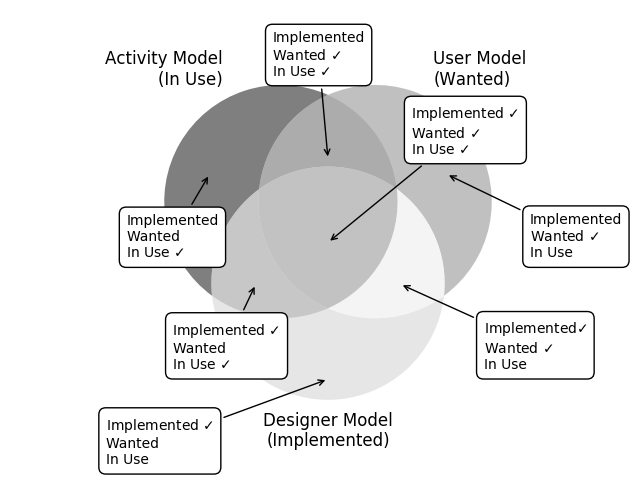 Implemented
Wanted ✓
In Use ✓
Activity Model
(In Use)
User Model
(Wanted)
Implemented ✓
Wanted ✓
In Use ✓
Implemented
Wanted
In Use ✓
Implemented
Wanted ✓
In Use
Implemented ✓
Wanted
In Use ✓
Implemented✓
Wanted ✓
In Use
Implemented ✓
Wanted
In Use
Designer Model
(Implemented)